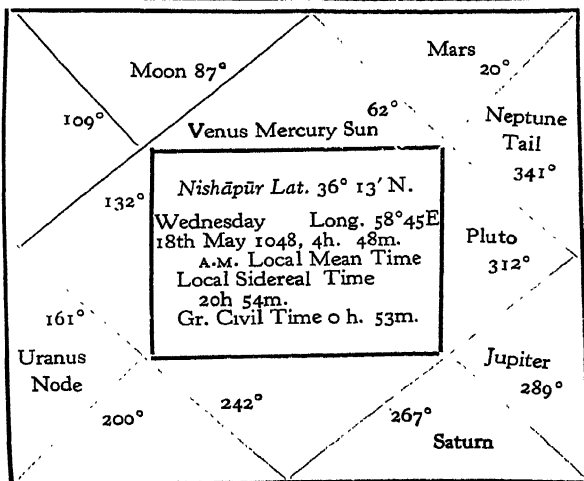 Mars
Moon 87°
20°
109°
62°
Neptune
Venus Mercury Sun
Tail
341°
Nishāpūr Lat. 36° 13′ N.
132°
Wednesday Long. 58°45E
18th May 1048, 4h. 48m.
A.M. Local Mean Time
Pluto
312°
Local Sidereal Time
20h 54m.
Gr. Civil Time 0 h. 53m.
161°
Uranus
Node
Jupiter
289°
200°
242°
267°
Saturn